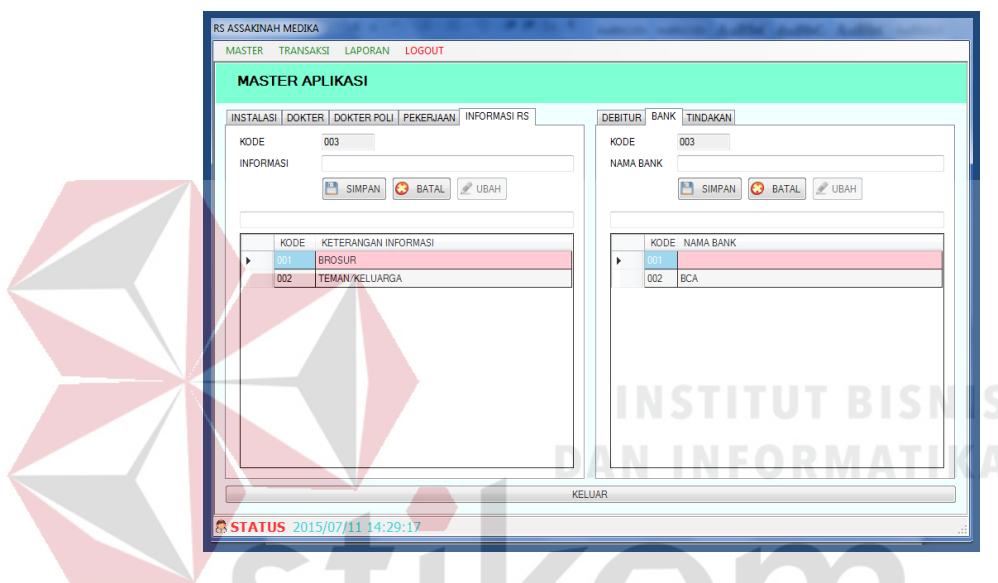 RS ASSAKINAH MEDIKA
MASTER TRANSAKSI LAPORAN LOGOUT
MASTER APLIKASI
INSTALASI DOKTER DOKTER POLI PEKERJAAN INFORMASI RS
KODE 003
INFORMASI
SIMPAN BATAL UBAH
KODE KETERANGAN INFORMASI
001 BROSUR
002 TEMAN/KELUARGA
DEBITUR BANK TINDAKAN
KODE 003
NAMA BANK
SIMPAN BATAL UBAH
KODE NAMA BANK
001
002 BCA
KELUAR
STATUS 2015/07/11 14:29:17
INSTITUT BISNIS
DAN INFORMATIKA
stikom